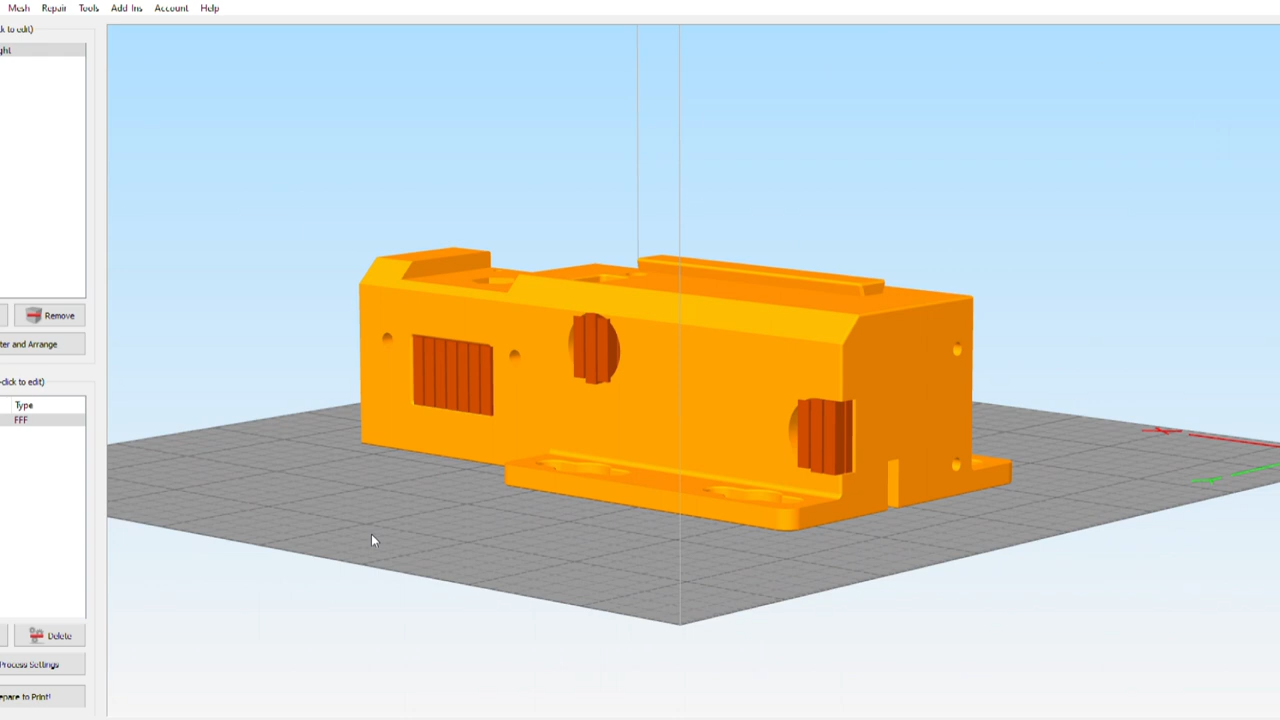 Mesh Repair Tools Add-Ins Account Help
ck to edit)
ght
Remove
ter and Arrange
-click to edit)
Type
FFF
Delete
Process Settings
epare to Print!